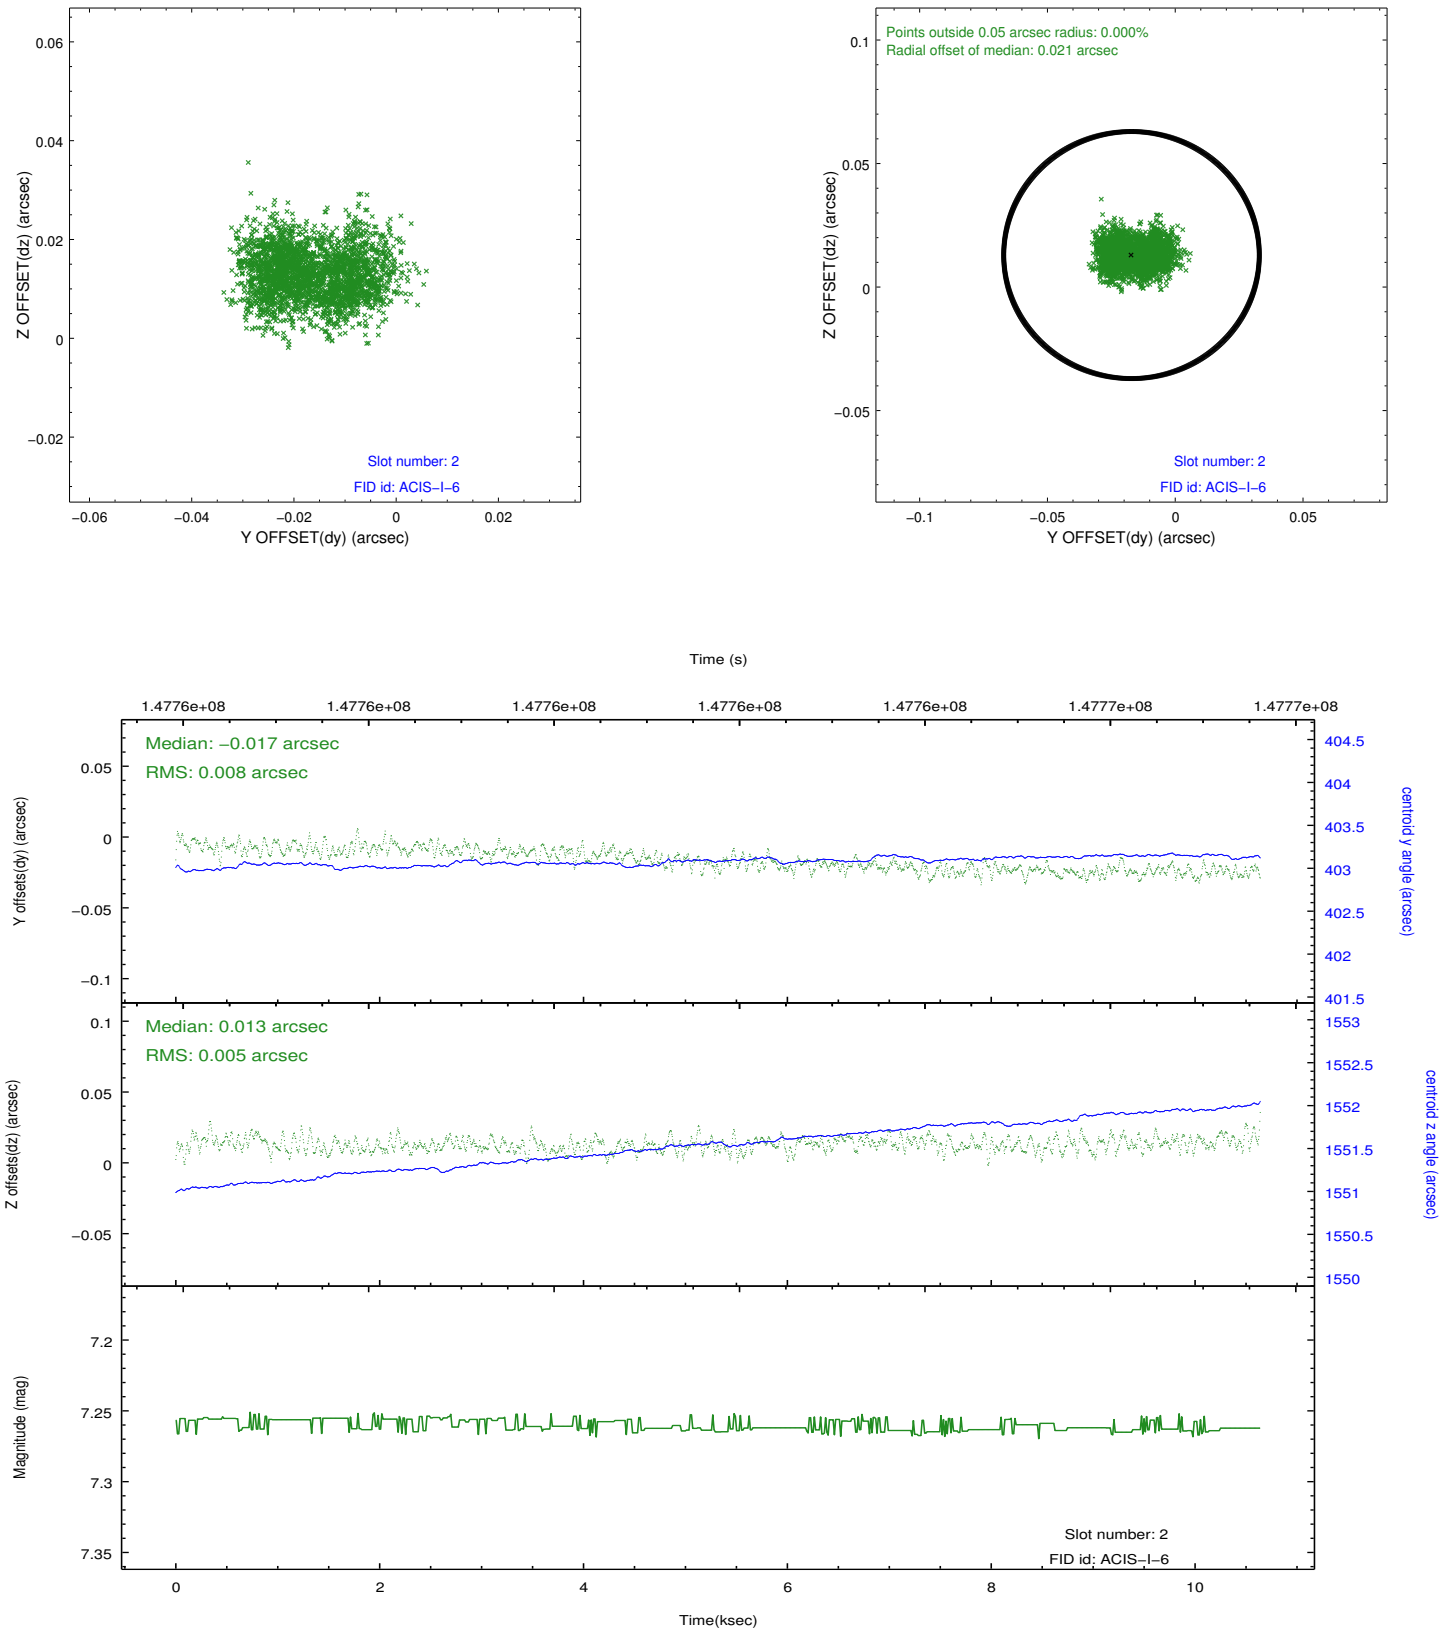 0.06
0.04
0.02
0
−0.02
Z OFFSET(dz) (arcsec)
Slot number: 2
FID id: ACIS−I−6
−0.06 −0.04 −0.02 0 0.02
Y OFFSET(dy) (arcsec)
Points outside 0.05 arcsec radius: 0.000%
Radial offset of median: 0.021 arcsec
0.1
0.05
0
−0.05
Z OFFSET(dz) (arcsec)
Slot number: 2
FID id: ACIS−I−6
−0.1 −0.05 0 0.05
Y OFFSET(dy) (arcsec)
Time (s)
1.4776e+08 1.4776e+08 1.4776e+08 1.4776e+08 1.4776e+08 1.4777e+08 1.4777e+08
Median: −0.017 arcsec
RMS: 0.008 arcsec
0.05
0
−0.05
−0.1
Y offsets(dy) (arcsec)
404.5
404
403.5
403
402.5
402
401.5
centroid y angle (arcsec)
Median: 0.013 arcsec
RMS: 0.005 arcsec
0.1
0.05
0
−0.05
Z offsets(dz) (arcsec)
1553
1552.5
1552
1551.5
1551
1550.5
1550
centroid z angle (arcsec)
7.2
7.25
7.3
7.35
Magnitude (mag)
Slot number: 2
FID id: ACIS−I−6
0 2 4 6 8 10
Time(ksec)